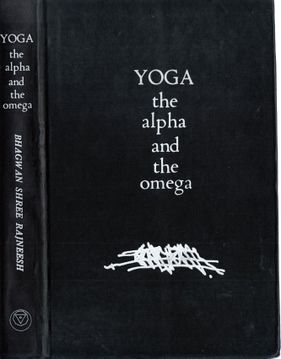 YOGA
the
alpha
and
the
omega
BHAGWAN SHREE RAJNEESH
YOGA
the
alpha
and
the
omega